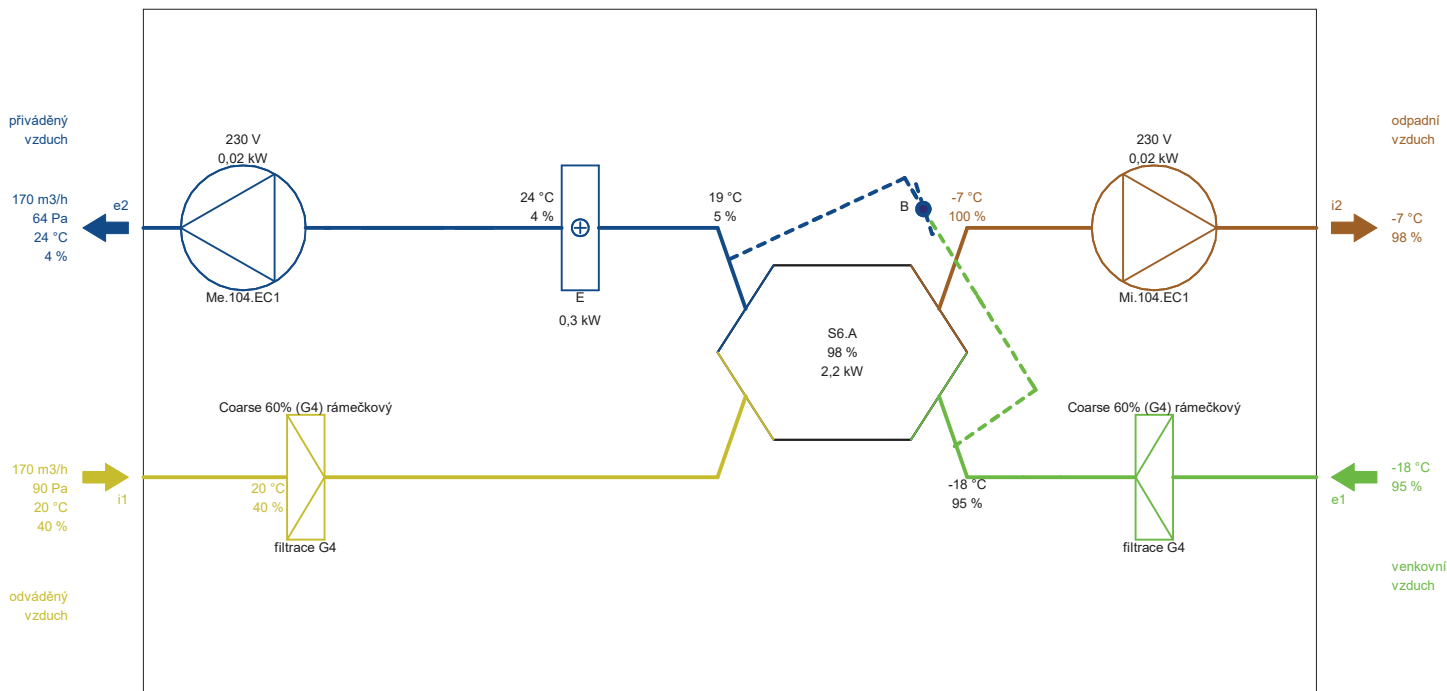 přiváděný
vzduch
170 m3/h
64 Pa
24 °C
4 %
e2
230 V
0,02 kW
Me.104.EC1
24 °C
4 %
E
0,3 kW
19 °C
5 %
B
-7 °C
100 %
230 V
0,02 kW
Mi.104.EC1
odpadní
vzduch
i2
-7 °C
98 %
S6.A
98 %
2,2 kW
Coarse 60% (G4) rámečkový
170 m3/h
90 Pa
20 °C
40 %
i1
20 °C
40 %
filtrace G4
odváděný
vzduch
Coarse 60% (G4) rámečkový
-18 °C
95 %
filtrace G4
e1
-18 °C
95 %
venkovní
vzduch